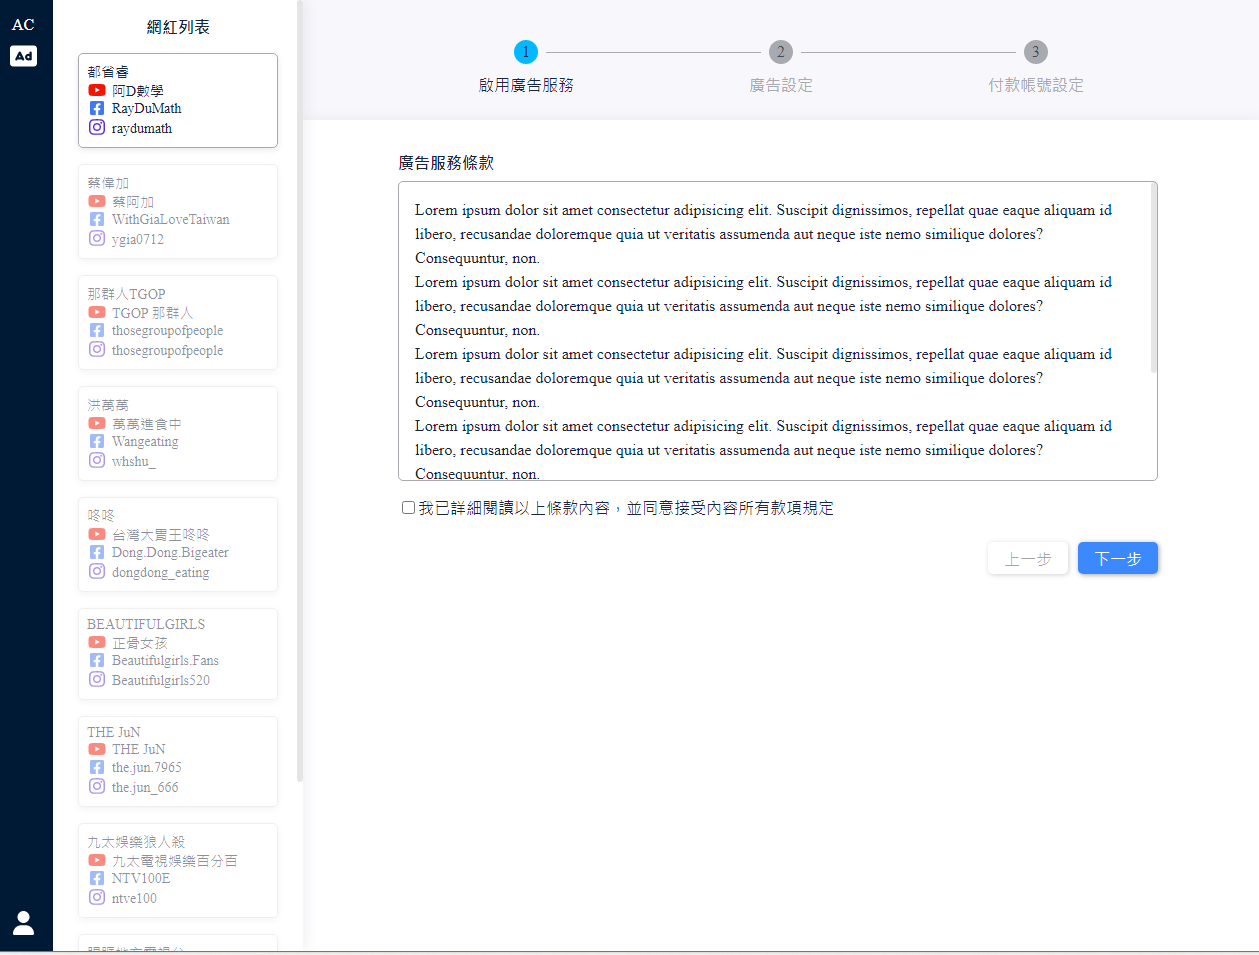 AC
Ad
網紅列表
都省睿
阿D數學
RayDuMath
raydumath
蔡偉加
蔡阿加
WithGiaLoveTaiwan
ygia0712
那群人TGOP
TGOP 那群人
thosegroupofpeople
thosegroupofpeople
洪萬萬
萬萬進食中
Wangeating
whshu_
咚咚
台灣大胃王咚咚
Dong.Dong.Bigeater
dongdong_eating
BEAUTIFULGIRLS
正骨女孩
Beautifulgirls.Fans
Beautifulgirls520
THE JuN
THE JuN
the.jun.7965
the.jun_666
九太娛樂狼人殺
九太電視娛樂百分百
NTV100E
ntve100
1
2
3
啟用廣告服務
廣告設定
付款帳號設定
廣告服務條款
Lorem ipsum dolor sit amet consectetur adipisicing elit. Suscipit dignissimos, repellat quae eaque aliquam id
libero, recusandae doloremque quia ut veritatis assumenda aut neque iste nemo similique dolores?
Consequuntur, non.
Lorem ipsum dolor sit amet consectetur adipisicing elit. Suscipit dignissimos, repellat quae eaque aliquam id
libero, recusandae doloremque quia ut veritatis assumenda aut neque iste nemo similique dolores?
Consequuntur, non.
Lorem ipsum dolor sit amet consectetur adipisicing elit. Suscipit dignissimos, repellat quae eaque aliquam id
libero, recusandae doloremque quia ut veritatis assumenda aut neque iste nemo similique dolores?
Consequuntur, non.
Lorem ipsum dolor sit amet consectetur adipisicing elit. Suscipit dignissimos, repellat quae eaque aliquam id
libero, recusandae doloremque quia ut veritatis assumenda aut neque iste nemo similique dolores?
Consequuntur, non.
我已詳細閱讀以上條款內容，並同意接受內容所有款項規定
上一步
下一步